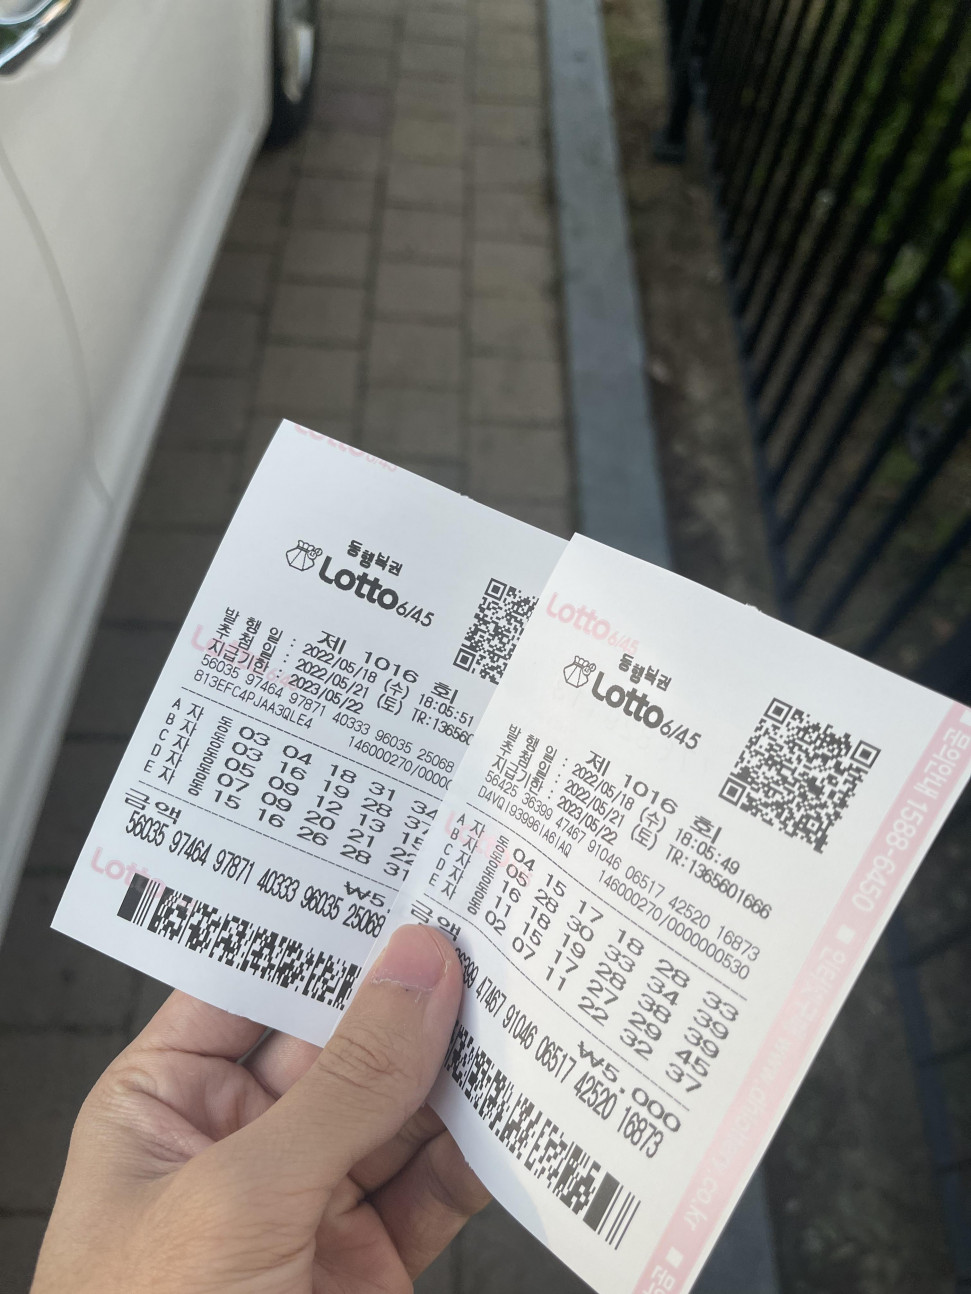 동행복권
Lotto 6/45
제 1016 회
발 행 일 : 2022/05/18 (수) 18:05:51
추 첨 일 : 2022/05/21 (토) TR:136560
지급기한 : 2023/05/22
56035 97464 97871 40333 96035 25068
B13EFC4PJAA3QLE4 146000270/0000
A 자 동 03 04 18 31 34
B 자 동 03 16 19 28
C 자 동 05 09 12 13
D 자 동 07 09 20 21
E 자 동 15 16 26 28 31
금액 ₩5.
56035 97464 97871 40333 96035 25068
Lotto 6/45
동행복권
Lotto 6/45
제 1016 회
발 행 일 : 2022/05/18 (수) 18:05:49
추 첨 일 : 2022/05/21 (토) TR:1365601666
지급기한 : 2023/05/22
56425 36399 47467 91046 06517 42520 16873
146000270/0000000530
A 자 동 04 15 17 18 28 33
B 자 동 05 28 30 33 34 39
C 자 동 16 18 19 28 38 39
D 자 동 11 15 17 22 29 45
E 자 동 02 07 11 22 32 37
금액 ₩5.000
47467 91046 06517 42520 16873
1588-6450